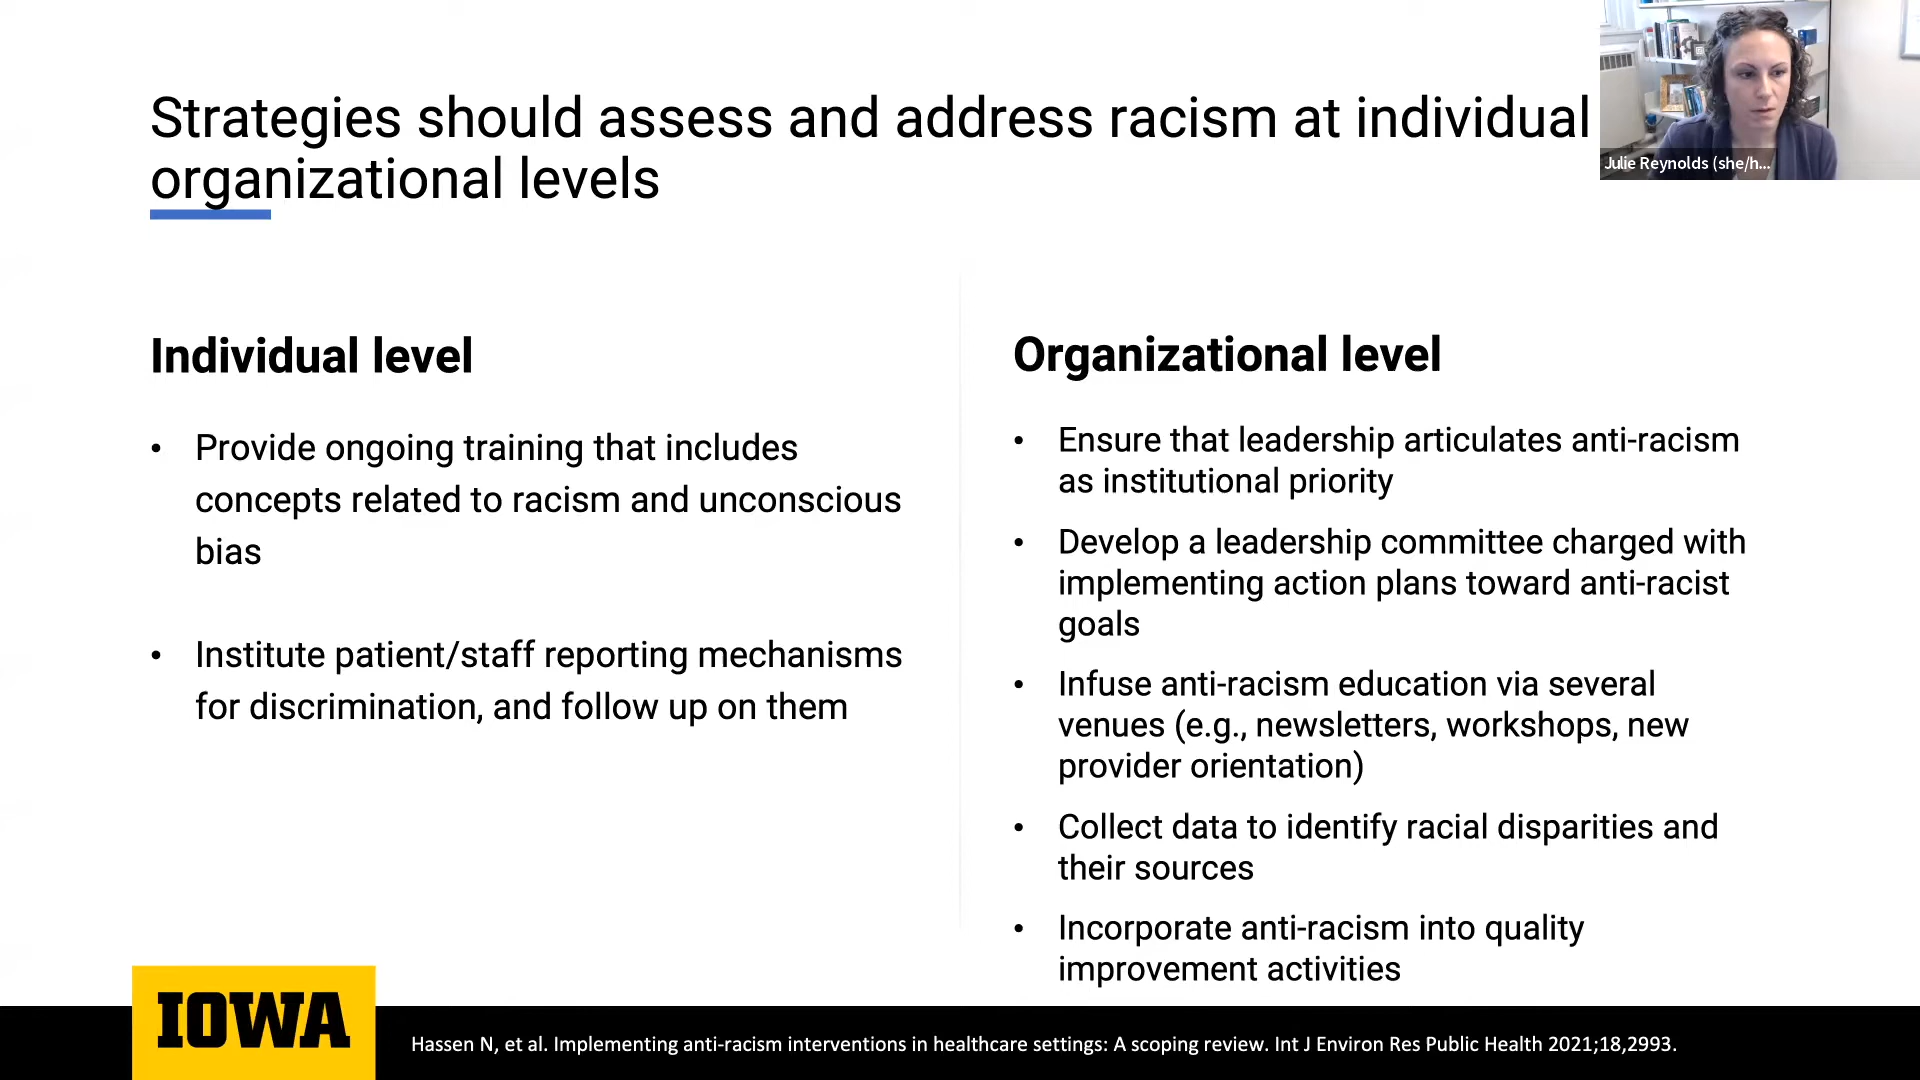 Strategies should assess and address racism at individual
organizational levels
Julie Reynolds (she/h...
Individual level
• Provide ongoing training that includes
concepts related to racism and unconscious
bias
• Institute patient/staff reporting mechanisms
for discrimination, and follow up on them
Organizational level
• Ensure that leadership articulates anti-racism
as institutional priority
• Develop a leadership committee charged with
implementing action plans toward anti-racist
goals
• Infuse anti-racism education via several
venues (e.g., newsletters, workshops, new
provider orientation)
• Collect data to identify racial disparities and
their sources
• Incorporate anti-racism into quality
improvement activities
IOWA
Hassen N, et al. Implementing anti-racism interventions in healthcare settings: A scoping review. Int J Environ Res Public Health 2021;18,2993.